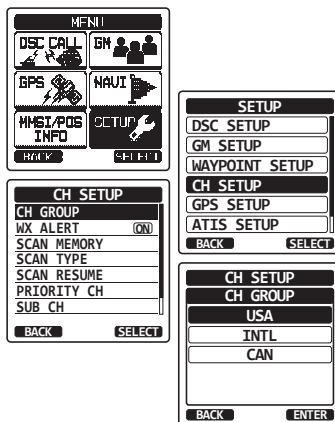 MENU
DSC CALL
GM
GPS
NAVI
MMSI/POS
INFO
SETUP
BACK
SELECT
SETUP
DSC SETUP
GM SETUP
WAYPOINT SETUP
CH SETUP
GPS SETUP
ATIS SETUP
BACK
SELECT
CH SETUP
CH GROUP
WX ALERT
ON
SCAN MEMORY
SCAN TYPE
SCAN RESUME
PRIORITY CH
SUB CH
BACK
SELECT
CH SETUP
CH GROUP
USA
INTL
CAN
BACK
ENTER